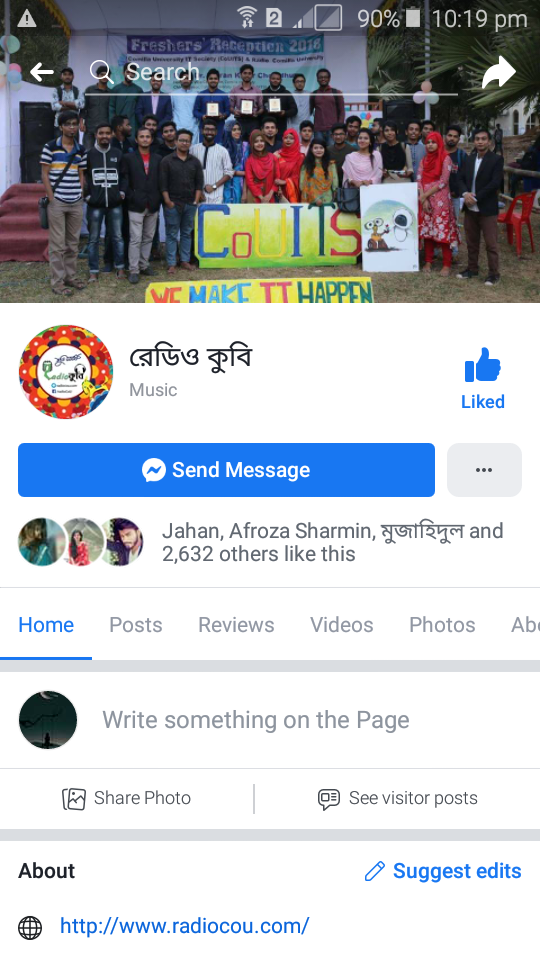 90% 10:19 pm
2
Freshers' Reception 2018
Search
CoUITS
WE MAKE IT HAPPEN
রেডিও কুবি
Music
Liked
Send Message
Jahan, Afroza Sharmin, মুজাহিদুল and
2,632 others like this
Home Posts Reviews Videos Photos Abo
Write something on the Page
Share Photo See visitor posts
About Suggest edits
http://www.radiocou.com/